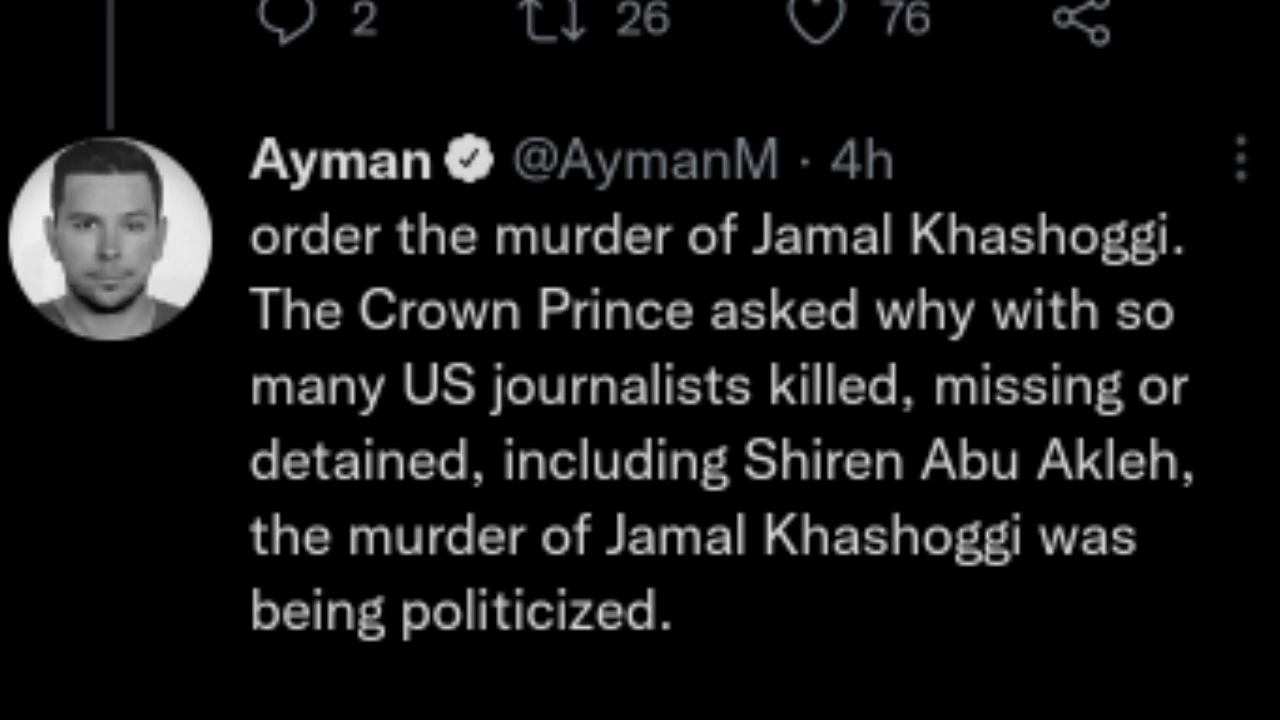 2 26 76
Ayman @AymanM · 4h
order the murder of Jamal Khashoggi.
The Crown Prince asked why with so
many US journalists killed, missing or
detained, including Shiren Abu Akleh,
the murder of Jamal Khashoggi was
being politicized.